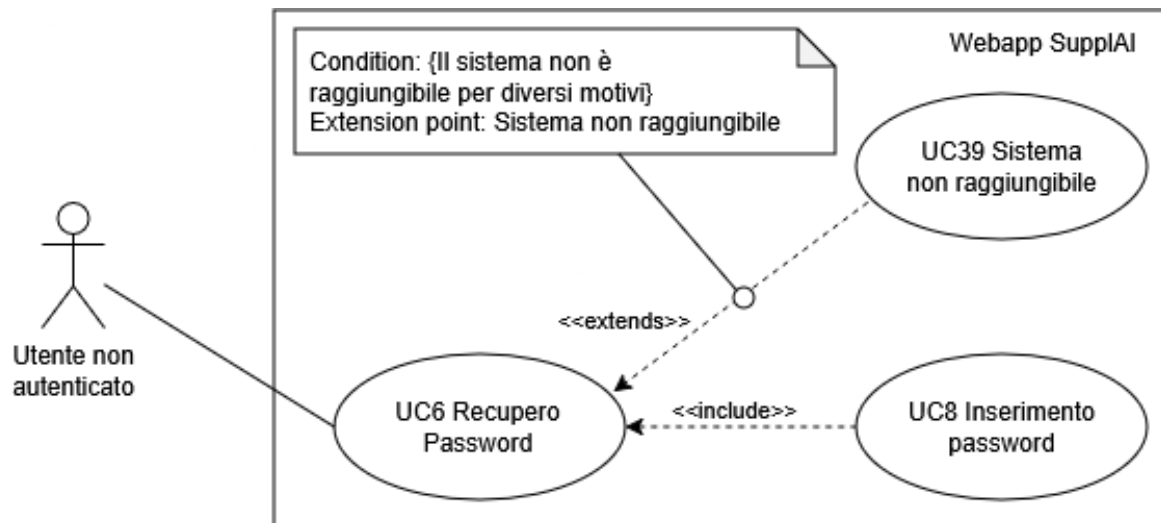 Webapp SupplAI
Condition: {Il sistema non è
raggiungibile per diversi motivi}
Extension point: Sistema non raggiungibile
UC39 Sistema
non raggiungibile
<<extends>>
Utente non
autenticato
UC6 Recupero
Password
<<include>>
UC8 Inserimento
password